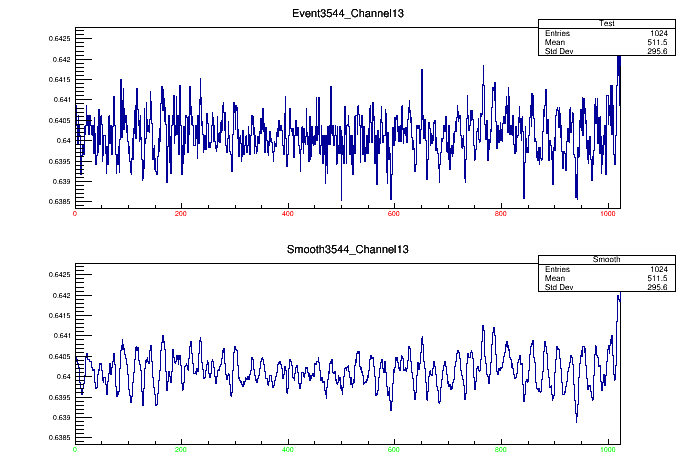 Event3544_Channel13
Test
Entries 1024
Mean 511.5
Std Dev 295.6
0.6425
0.642
0.6415
0.641
0.6405
0.64
0.6395
0.639
0.6385
0 200 400 600 800 1000
Smooth3544_Channel13
Smooth
Entries 1024
Mean 511.5
Std Dev 295.6
0.6425
0.642
0.6415
0.641
0.6405
0.64
0.6395
0.639
0.6385
0 200 400 600 800 1000